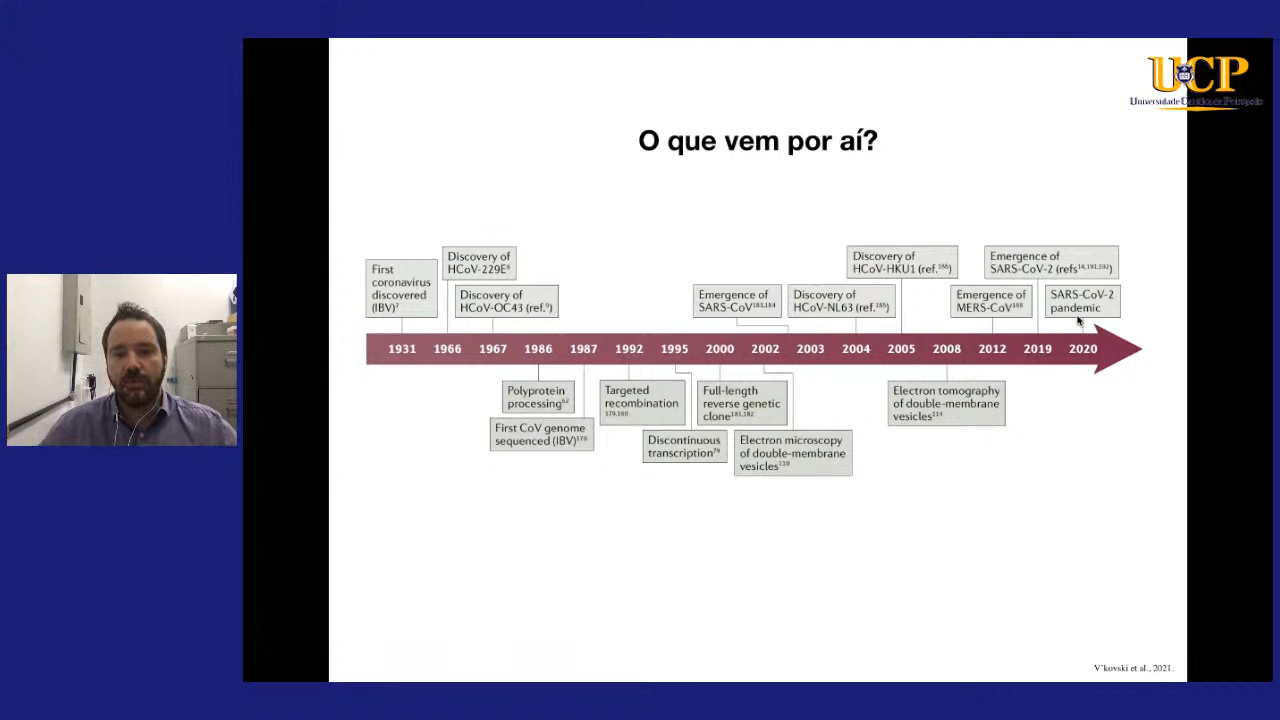 UCP
Universidade Católica de Petrópolis
O que vem por aí?
First
coronavirus
discovered
(IBV)⁷
Discovery of
HCoV-229E⁸
Discovery of
HCoV-OC43 (ref.⁹)
Emergence of
SARS-CoV¹⁸³,¹⁸⁴
Discovery of
HCoV-NL63 (ref.¹⁸⁵)
Discovery of
HCoV-HKU1 (ref.¹⁸⁶)
Emergence of
MERS-CoV¹⁸⁸
Emergence of
SARS-CoV-2 (refs¹⁴,¹⁹¹,¹⁹²)
SARS-CoV-2
pandemic
1931 1966 1967 1986 1987 1992 1995 2000 2002 2003 2004 2005 2008 2012 2019 2020
Polyprotein
processing⁶²
First CoV genome
sequenced (IBV)¹⁷⁸
Targeted
recombination
¹⁷⁹,¹⁸⁰
Discontinuous
transcription⁷⁹
Full-length
reverse genetic
clone¹⁸¹,¹⁸²
Electron microscopy
of double-membrane
vesicles¹¹⁰
Electron tomography
of double-membrane
vesicles¹¹⁴
V'kovski et al., 2021.